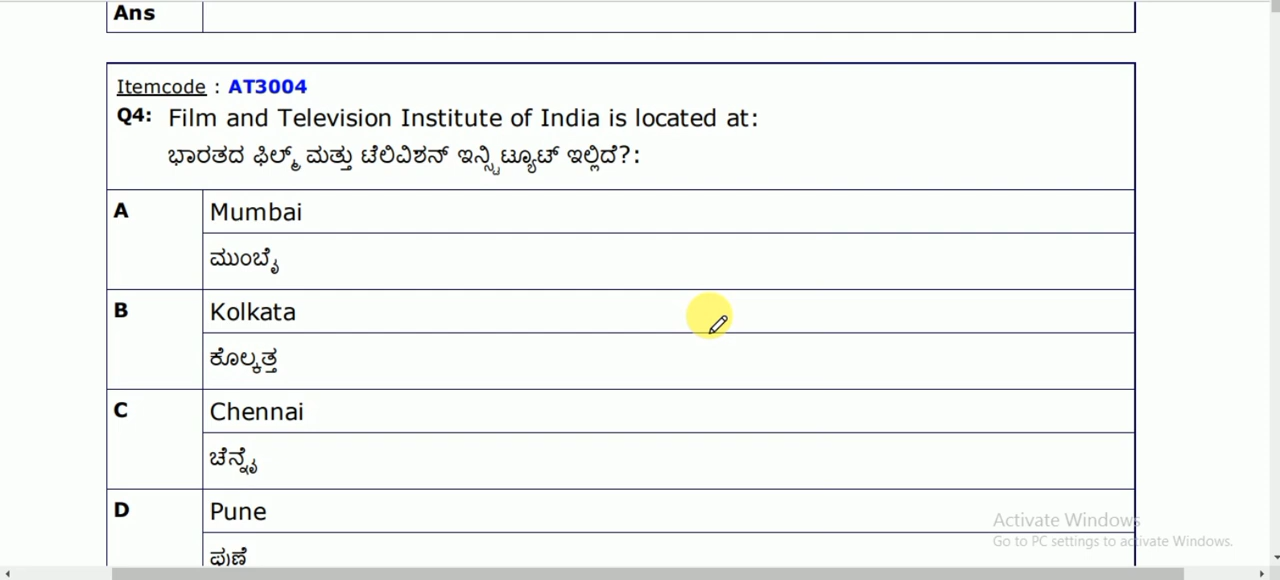 Ans
Itemcode : AT3004
Q4: Film and Television Institute of India is located at:
ಭಾರತದ ಫಿಲ್ಮ್ ಮತ್ತು ಟೆಲಿವಿಶನ್ ಇನ್ಸ್ಟಿಟ್ಯೂಟ್ ಇಲ್ಲಿದೆ?:
A Mumbai
ಮುಂಬೈ
B Kolkata
ಕೊಲ್ಕತ್ತ
C Chennai
ಚೆನ್ನೈ
D Pune
ಪುಣೆ
Activate Windows
Go to PC settings to activate Windows.